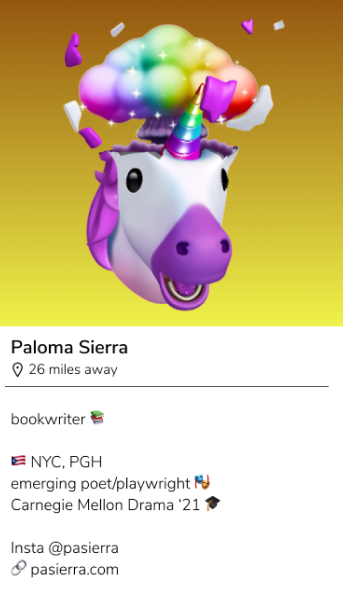 Paloma Sierra
26 miles away
bookwriter 📚
🇵🇷 NYC, PGH
emerging poet/playwright 🎭
Carnegie Mellon Drama ‘21 🎓
Insta @pasierra
🔗 pasierra.com